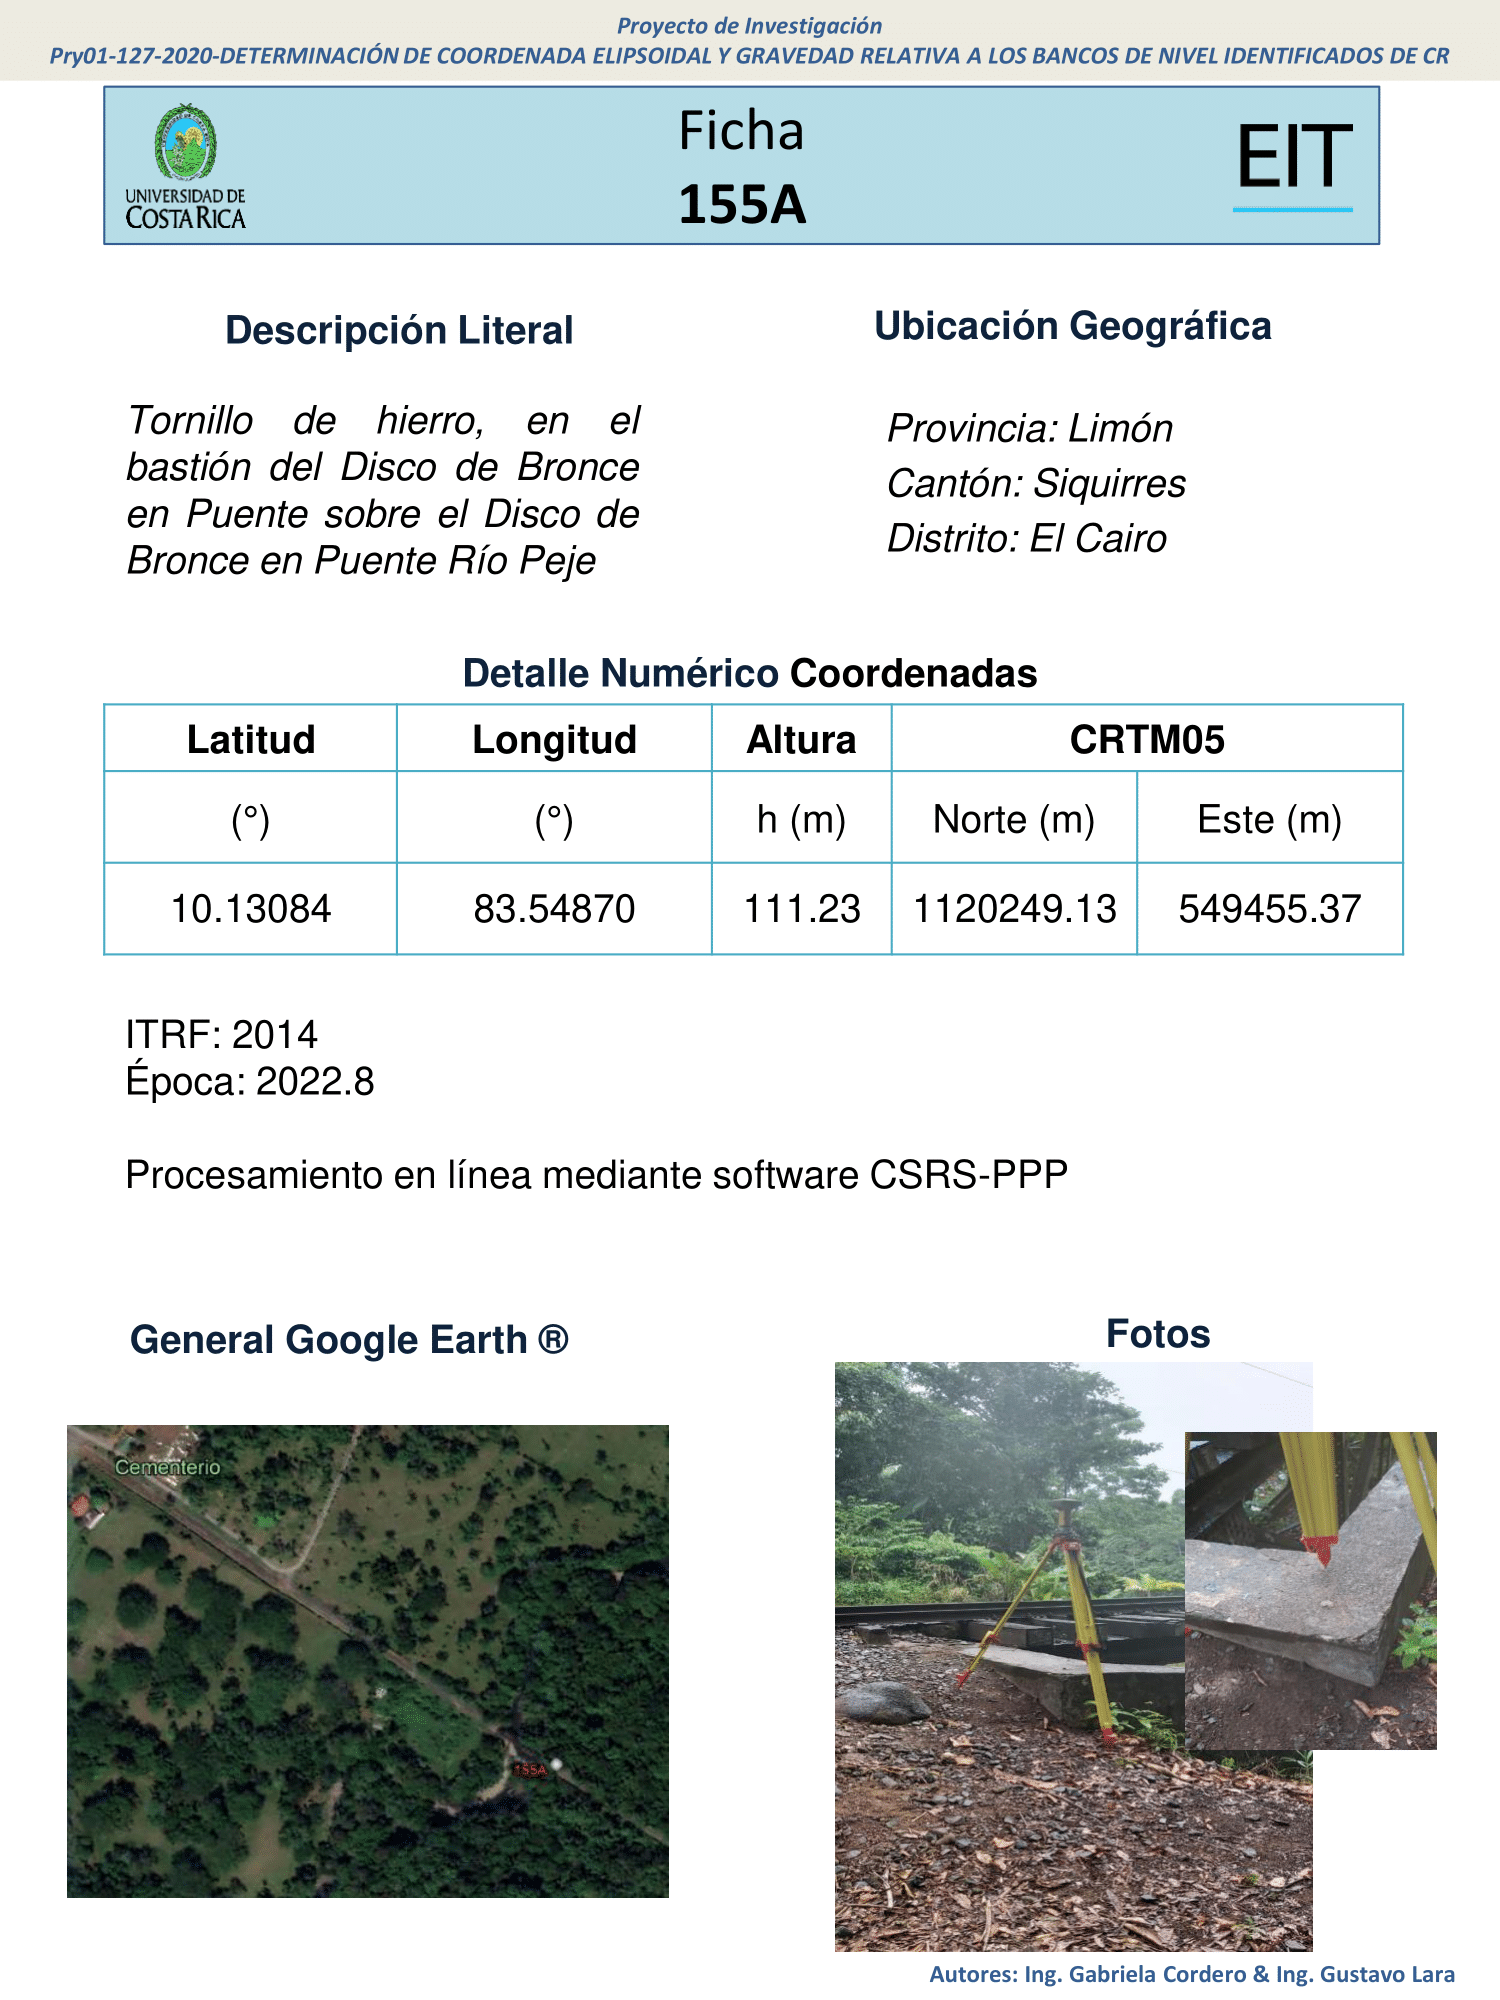 Proyecto de Investigación
Pry01-127-2020-DETERMINACIÓN DE COORDENADA ELIPSOIDAL Y GRAVEDAD RELATIVA A LOS BANCOS DE NIVEL IDENTIFICADOS DE CR
UNIVERSIDAD DE
COSTA RICA
Ficha
155A
EIT
Descripción Literal
Tornillo de hierro, en el
bastión del Disco de Bronce
en Puente sobre el Disco de
Bronce en Puente Río Peje
Ubicación Geográfica
Provincia: Limón
Cantón: Siquirres
Distrito: El Cairo
Detalle Numérico Coordenadas
Latitud Longitud Altura CRTM05
(°) (°) h (m) Norte (m) Este (m)
10.13084 83.54870 111.23 1120249.13 549455.37
ITRF: 2014
Época: 2022.8
Procesamiento en línea mediante software CSRS-PPP
General Google Earth ®
Cementerio
155A
Fotos
Autores: Ing. Gabriela Cordero & Ing. Gustavo Lara